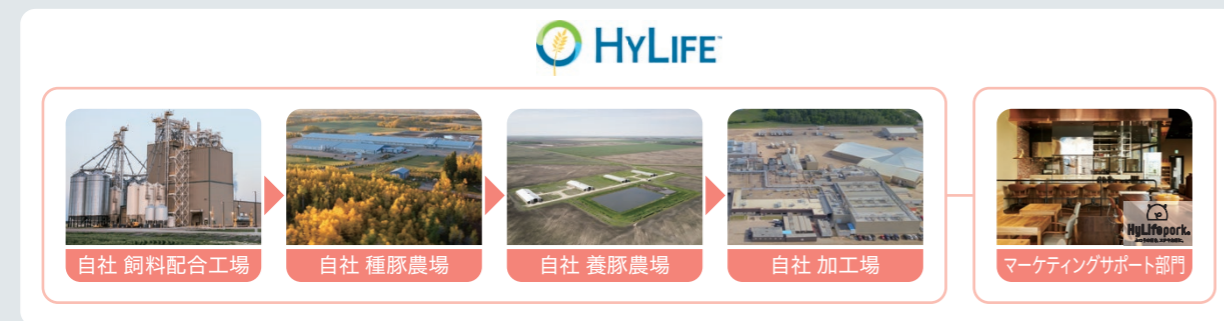 HYLIFE™
HyLifepork.
自社 飼料配合工場
自社 種豚農場
自社 養豚農場
自社 加工場
マーケティングサポート部門